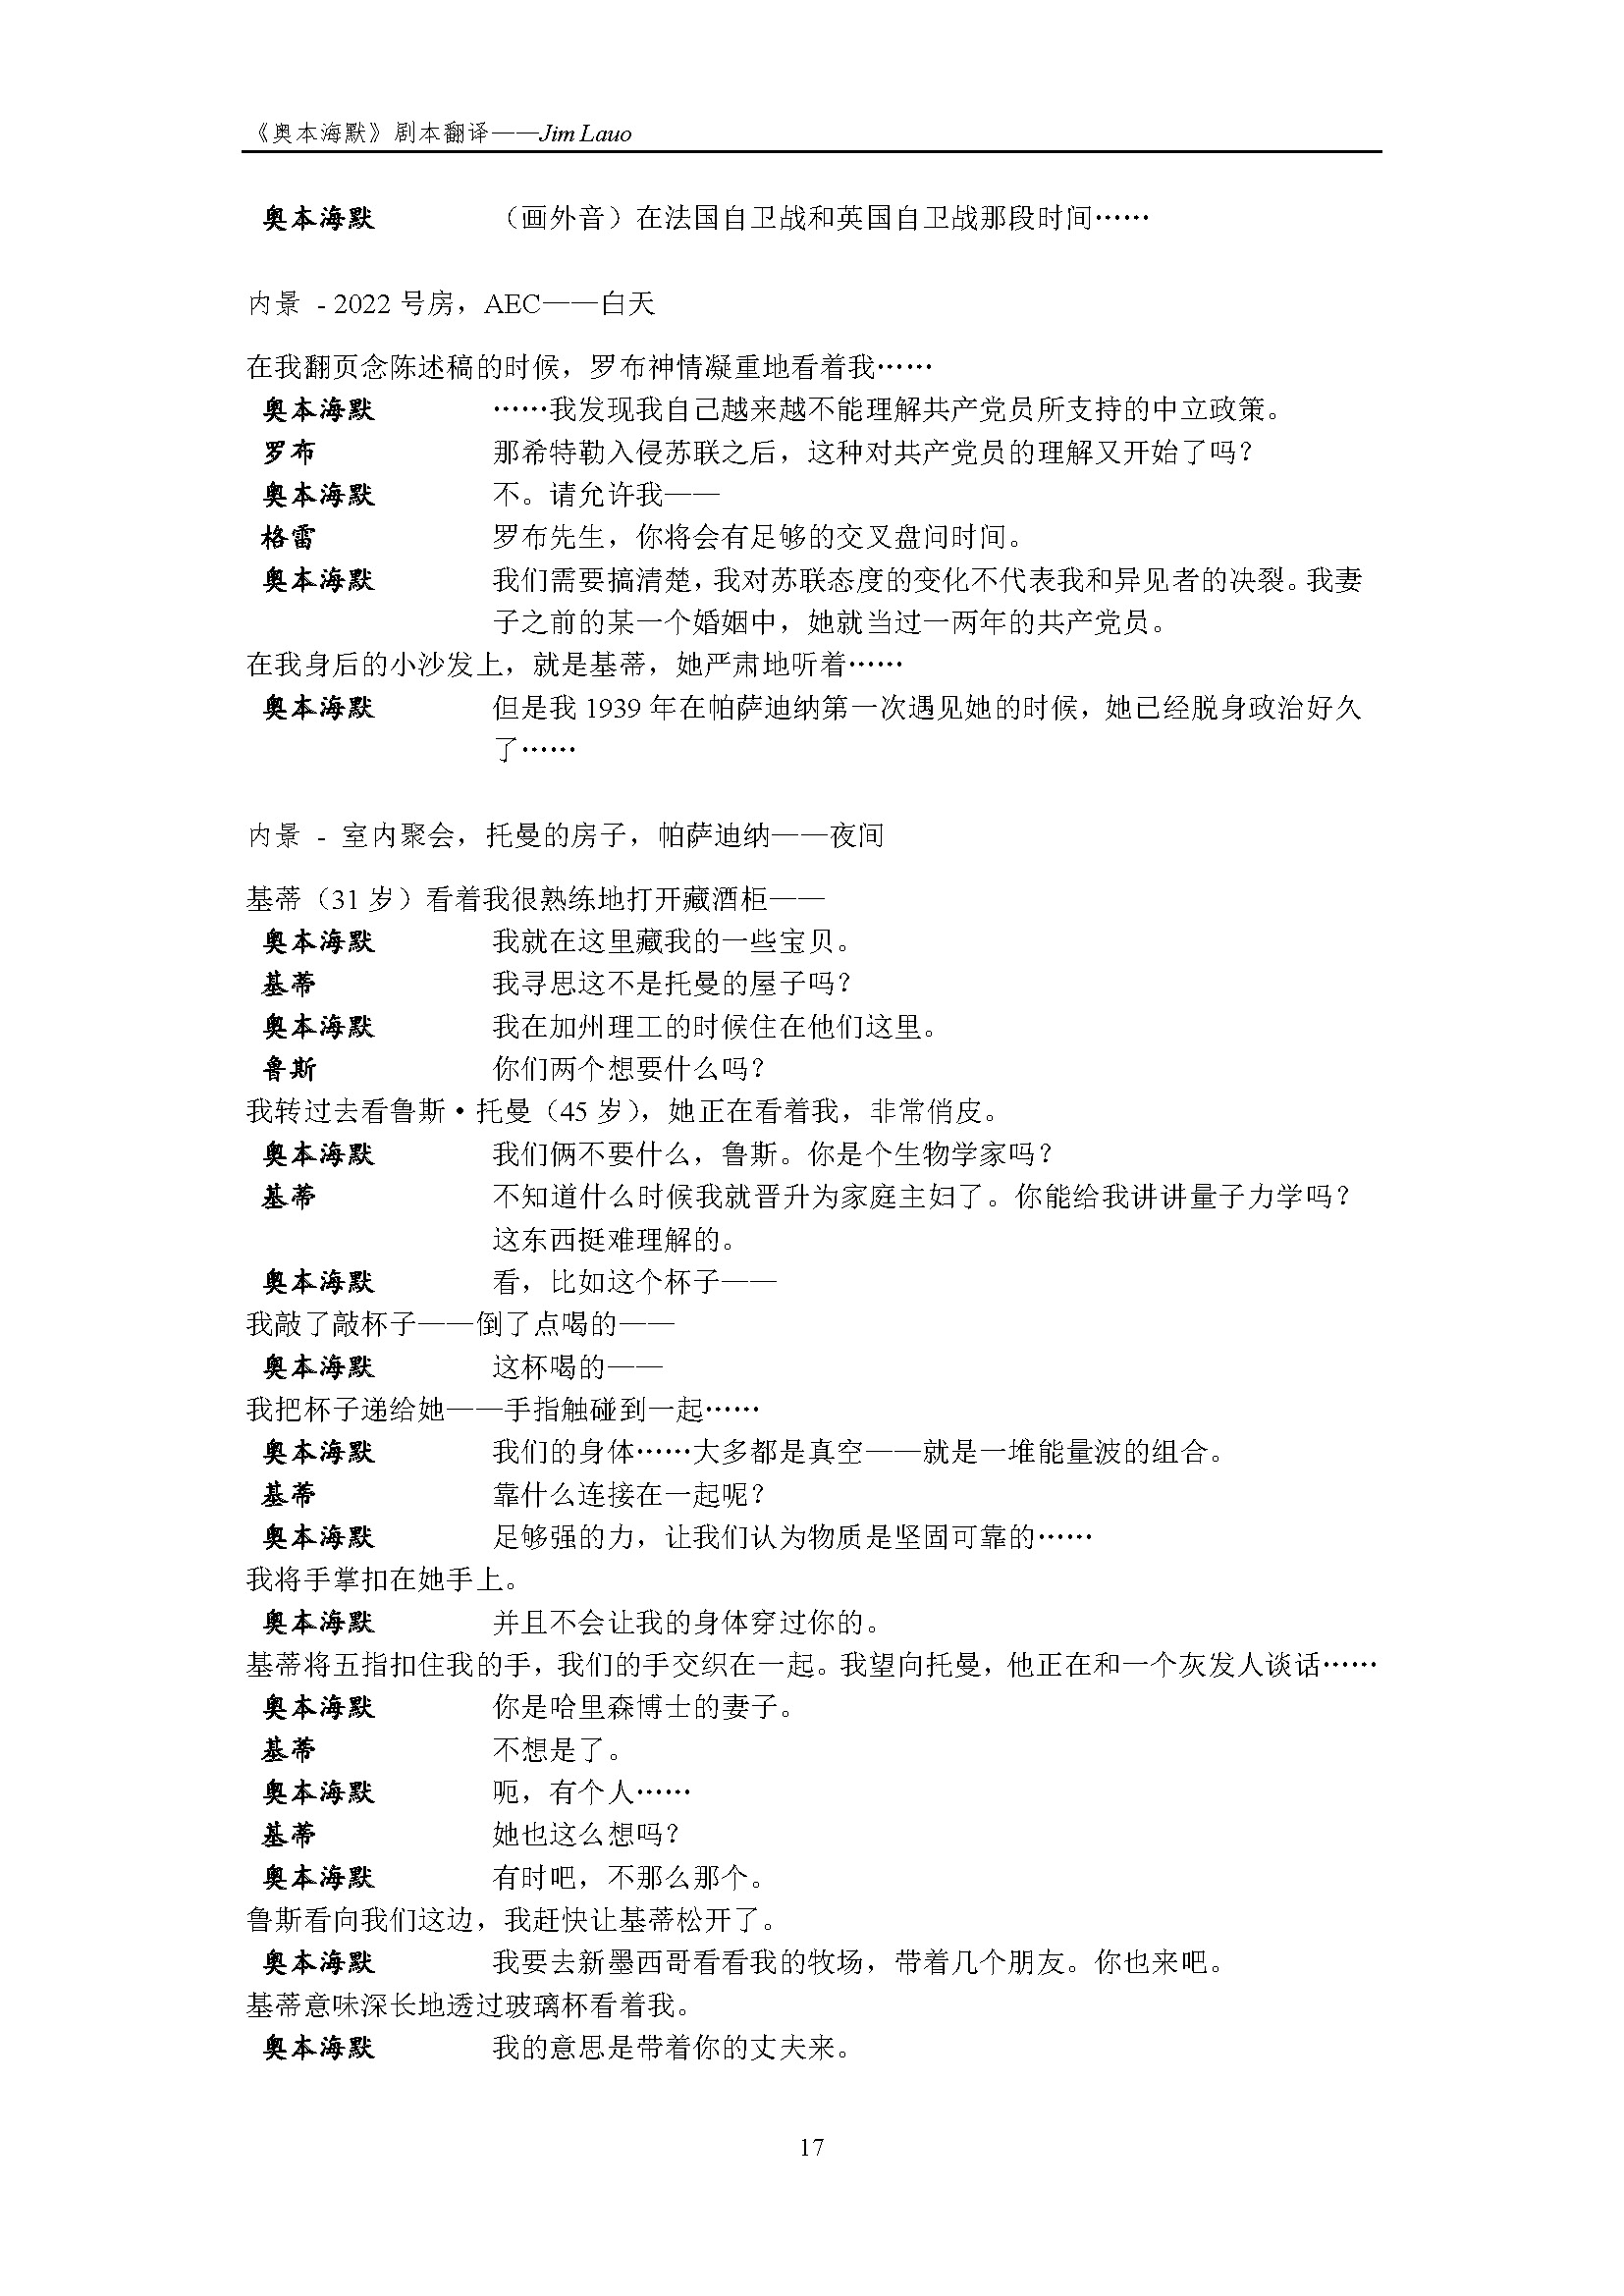 《奥本海默》剧本翻译——Jim Lauo
奥本海默 （画外音）在法国自卫战和英国自卫战那段时间……
内景 - 2022 号房，AEC——白天
在我翻页念陈述稿的时候，罗布神情凝重地看着我……
奥本海默 ……我发现我自己越来越不能理解共产党员所支持的中立政策。
罗布 那希特勒入侵苏联之后，这种对共产党员的理解又开始了吗？
奥本海默 不。请允许我——
格雷 罗布先生，你将会有足够的交叉盘问时间。
奥本海默 我们需要搞清楚，我对苏联态度的变化不代表我和异见者的决裂。我妻
子之前的某一个婚姻中，她就当过一两年的共产党员。
在我身后的小沙发上，就是基蒂，她严肃地听着……
奥本海默 但是我 1939 年在帕萨迪纳第一次遇见她的时候，她已经脱身政治好久
了……
内景 - 室内聚会，托曼的房子，帕萨迪纳——夜间
基蒂（31 岁）看着我很熟练地打开藏酒柜——
奥本海默 我就在这里藏我的一些宝贝。
基蒂 我寻思这不是托曼的屋子吗？
奥本海默 我在加州理工的时候住在他们这里。
鲁斯 你们两个想要什么吗？
我转过去看鲁斯·托曼（45 岁），她正在看着我，非常俏皮。
奥本海默 我们俩不要什么，鲁斯。你是个生物学家吗？
基蒂 不知道什么时候我就晋升为家庭主妇了。你能给我讲讲量子力学吗？
这东西挺难理解的。
奥本海默 看，比如这个杯子——
我敲了敲杯子——倒了点喝的——
奥本海默 这杯喝的——
我把杯子递给她——手指触碰到一起……
奥本海默 我们的身体……大多都是真空——就是一堆能量波的组合。
基蒂 靠什么连接在一起呢？
奥本海默 足够强的力，让我们认为物质是坚固可靠的……
我将手掌扣在她手上。
奥本海默 并且不会让我的身体穿过你的。
基蒂将五指扣住我的手，我们的手交织在一起。我望向托曼，他正在和一个灰发人谈话……
奥本海默 你是哈里森博士的妻子。
基蒂 不想是了。
奥本海默 呃，有个人……
基蒂 她也这么想吗？
奥本海默 有时吧，不那么那个。
鲁斯看向我们这边，我赶快让基蒂松开了。
奥本海默 我要去新墨西哥看看我的牧场，带着几个朋友。你也来吧。
基蒂意味深长地透过玻璃杯看着我。
奥本海默 我的意思是带着你的丈夫来。
17